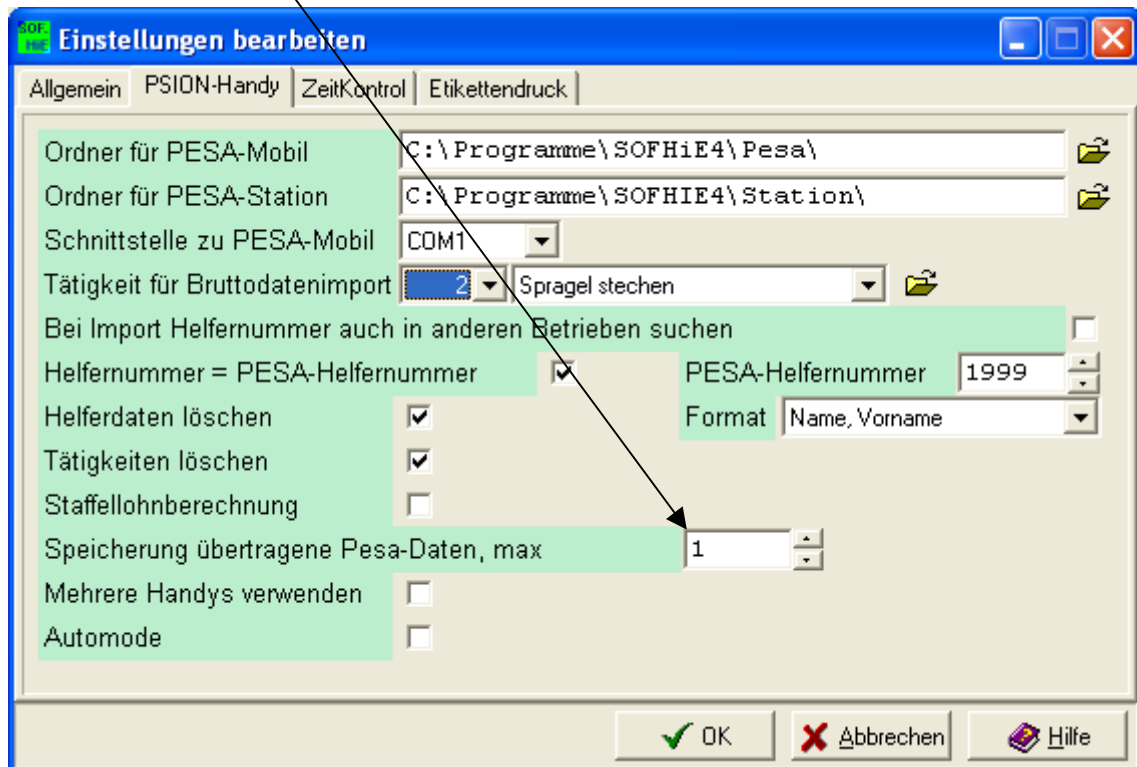 SOF. HiE Einstellungen bearbeiten
Allgemein PSION-Handy ZeitKontrol Etikettendruck
Ordner für PESA-Mobil C:\Programme\SOFHiE4\Pesa\
Ordner für PESA-Station C:\Programme\SOFHIE4\Station\
Schnittstelle zu PESA-Mobil COM1
Tätigkeit für Bruttodatenimport 2 Spragel stechen
Bei Import Helfernummer auch in anderen Betrieben suchen
Helfernummer = PESA-Helfernummer PESA-Helfernummer 1999
Helferdaten löschen Format Name, Vorname
Tätigkeiten löschen
Staffellohnberechnung
Speicherung übertragene Pesa-Daten, max 1
Mehrere Handys verwenden
Automode
OK Abbrechen Hilfe